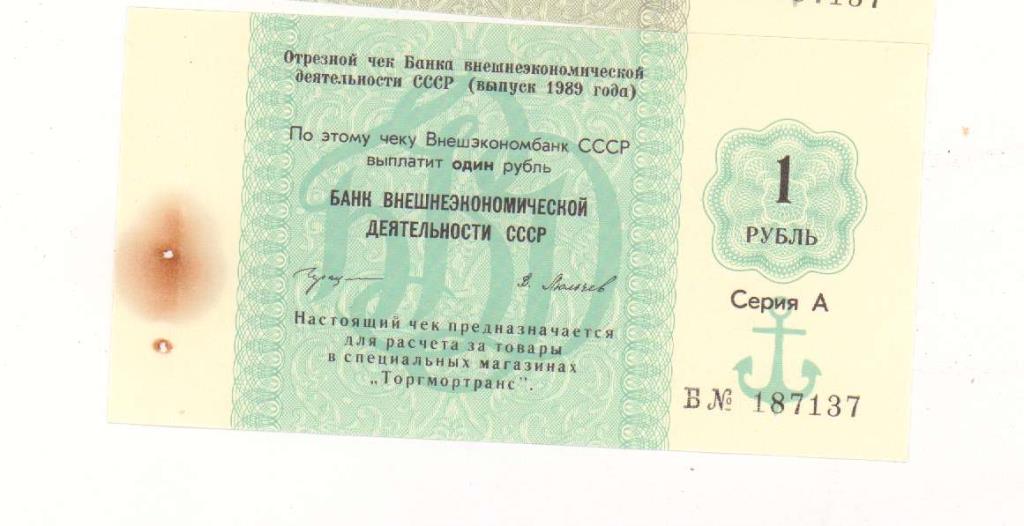 Отрезной чек Банка внешнеэкономической
деятельности СССР (выпуск 1989 года)
По этому чеку Внешэкономбанк СССР
выплатит один рубль
БАНК ВНЕШНЕЭКОНОМИЧЕСКОЙ
ДЕЯТЕЛЬНОСТИ СССР
Настоящий чек предназначается
для расчета за товары
в специальных магазинах
„Торгмортранс".
1
РУБЛЬ
Серия А
Б № 187137